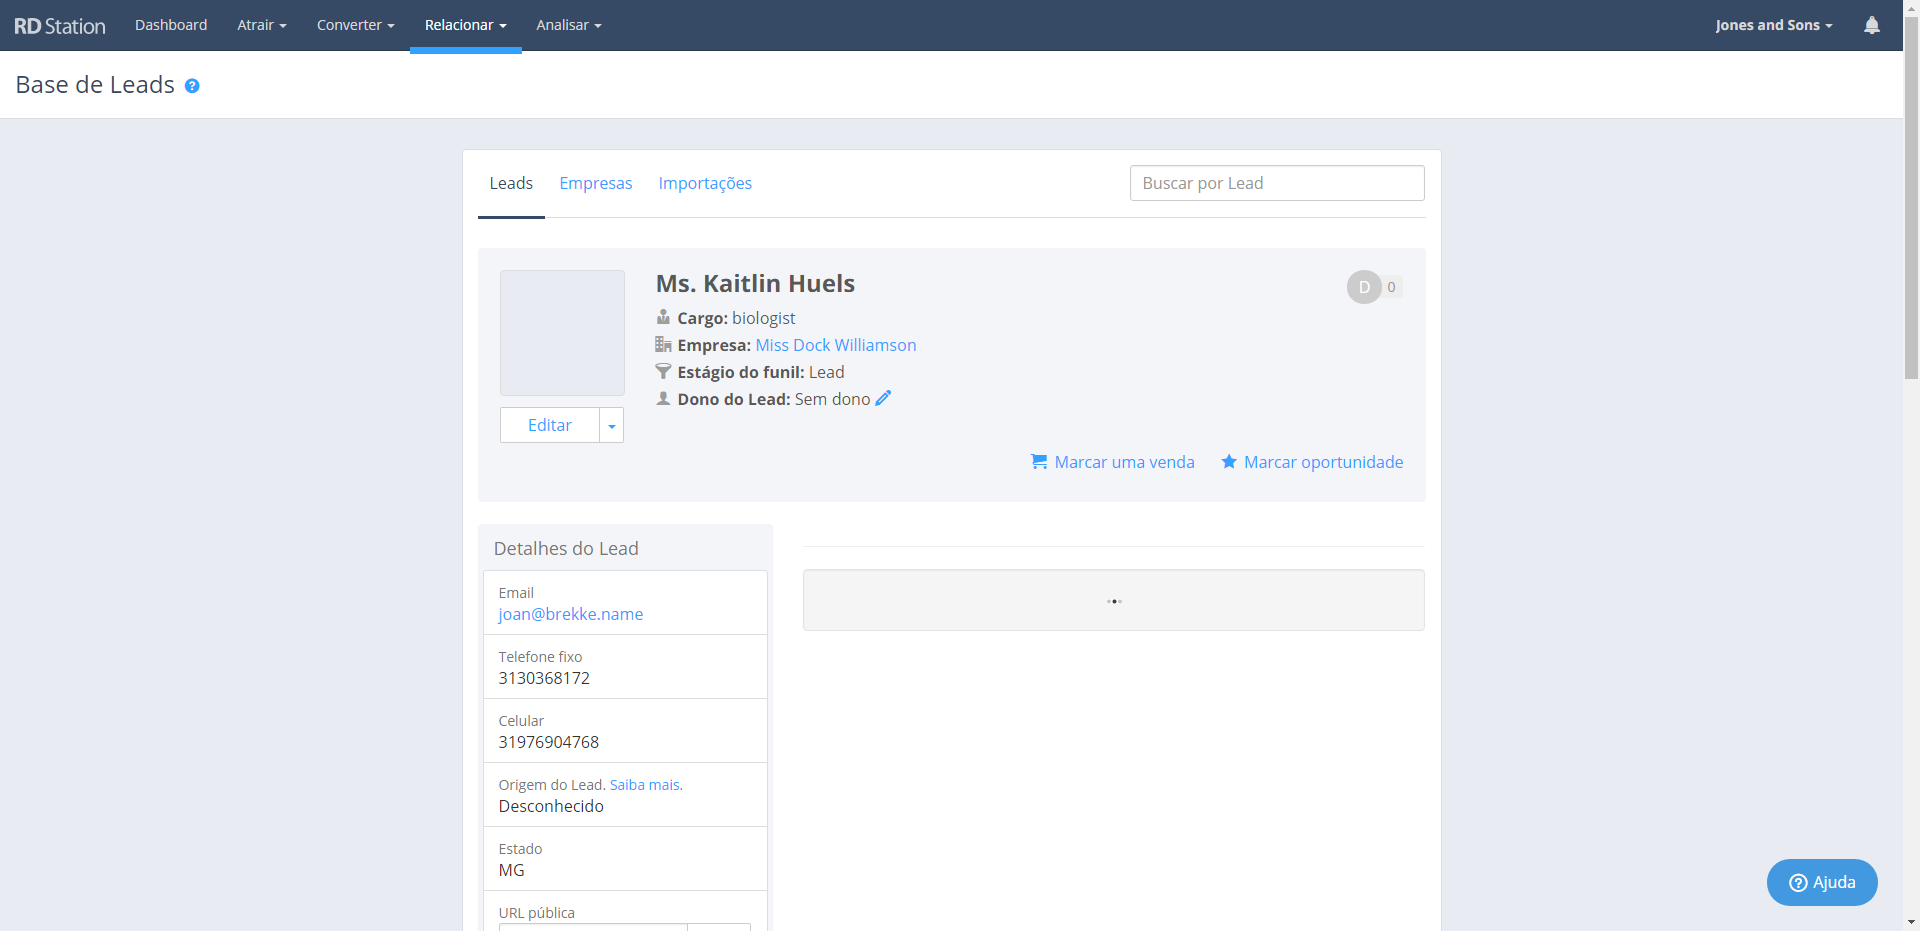 RD Station Dashboard Atrair Converter Relacionar Analisar Jones and Sons
Base de Leads ?
Leads Empresas Importações Buscar por Lead
Ms. Kaitlin Huels D 0
Cargo: biologist
Empresa: Miss Dock Williamson
Estágio do funil: Lead
Dono do Lead: Sem dono
Editar
Marcar uma venda Marcar oportunidade
Detalhes do Lead
Email
joan@brekke.name
Telefone fixo
3130368172
Celular
31976904768
Origem do Lead. Saiba mais.
Desconhecido
Estado
MG
URL pública
? Ajuda